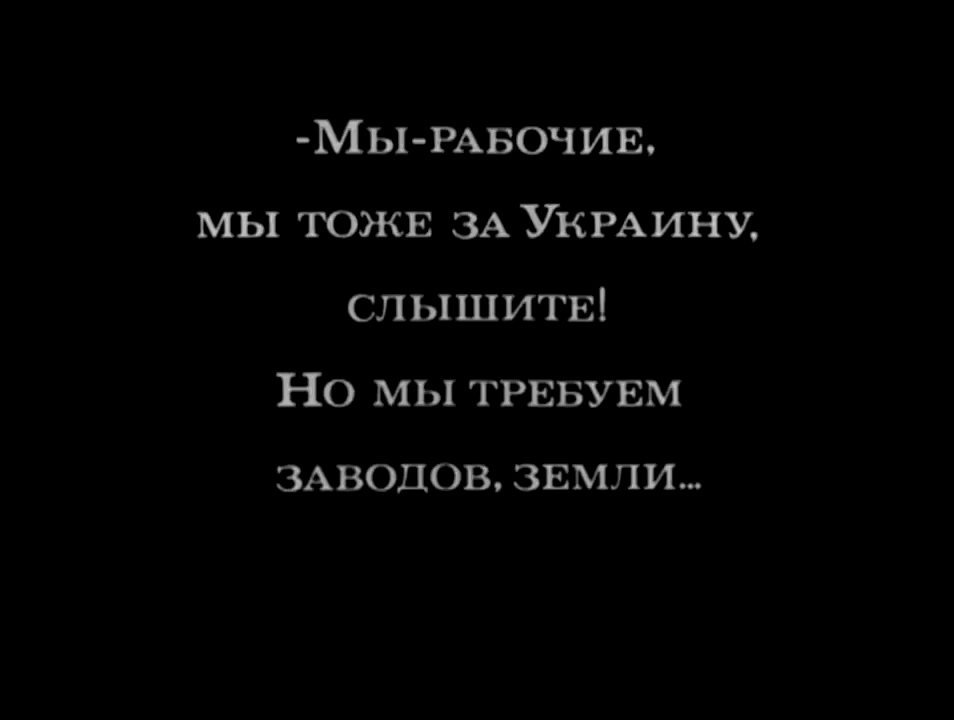 -Мы-рабочие,
мы тоже за Украину,
слышите!
Но мы требуем
заводов, земли...